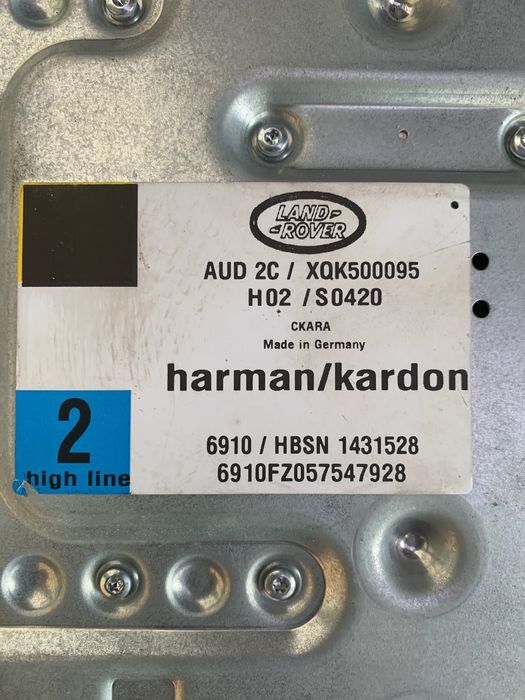 LAND-
-ROVER
AUD 2C / XQK500095
H02 / S0420
CKARA
Made in Germany
harman/kardon
2
high line
6910 / HBSN 1431528
6910FZ057547928